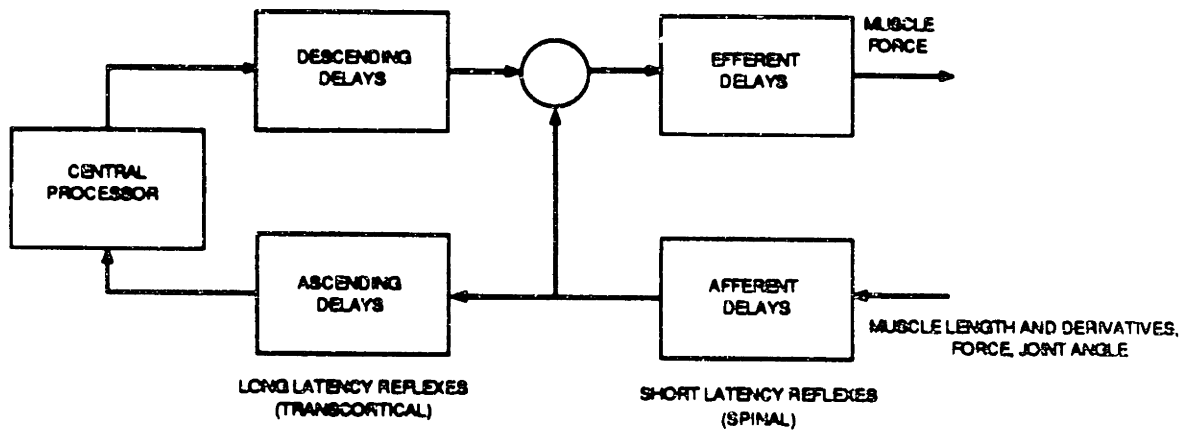 DESCENDING
DELAYS
EFFERENT
DELAYS
MUSCLE
FORCE
CENTRAL
PROCESSOR
ASCENDING
DELAYS
AFFERENT
DELAYS
MUSCLE LENGTH AND DERIVATIVES,
FORCE, JOINT ANGLE
LONG LATENCY REFLEXES
(TRANSCORTICAL)
SHORT LATENCY REFLEXES
(SPINAL)